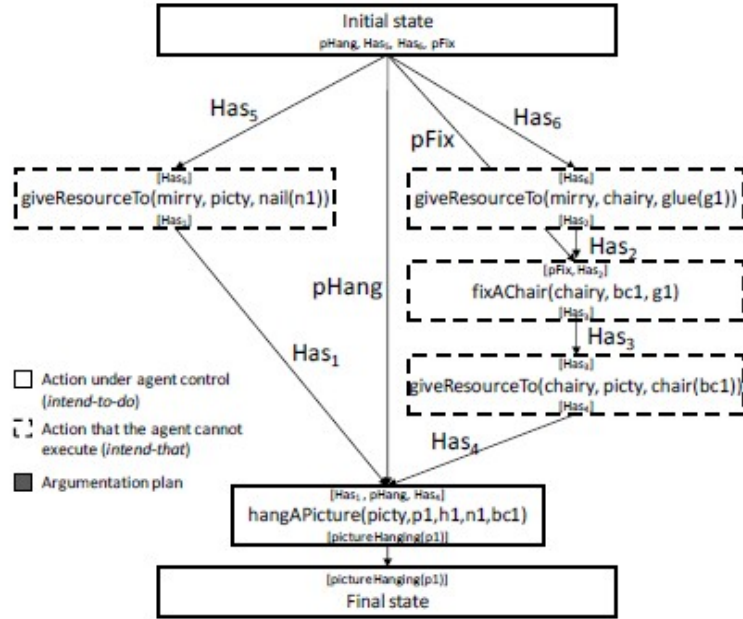 Initial state
pHang, Has₅, Has₆, pFix
Has₅
Has₆
pFix
[Has₅]
giveResourceTo(mirry, picty, nail(n1))
[Has₁]
[Has₆]
giveResourceTo(mirry, chairy, glue(g1))
[Has₂]
Has₂
[pFix, Has₂]
fixAChair(chairy, bc1, g1)
[Has₃]
pHang
Has₃
Has₁
[Has₃]
giveResourceTo(chairy, picty, chair(bc1))
[Has₄]
Action under agent control
(intend-to-do)
Action that the agent cannot
execute (intend-that)
Argumentation plan
Has₄
[Has₁, pHang, Has₄]
hangAPicture(picty,p1,h1,n1,bc1)
[pictureHanging(p1)]
[pictureHanging(p1)]
Final state